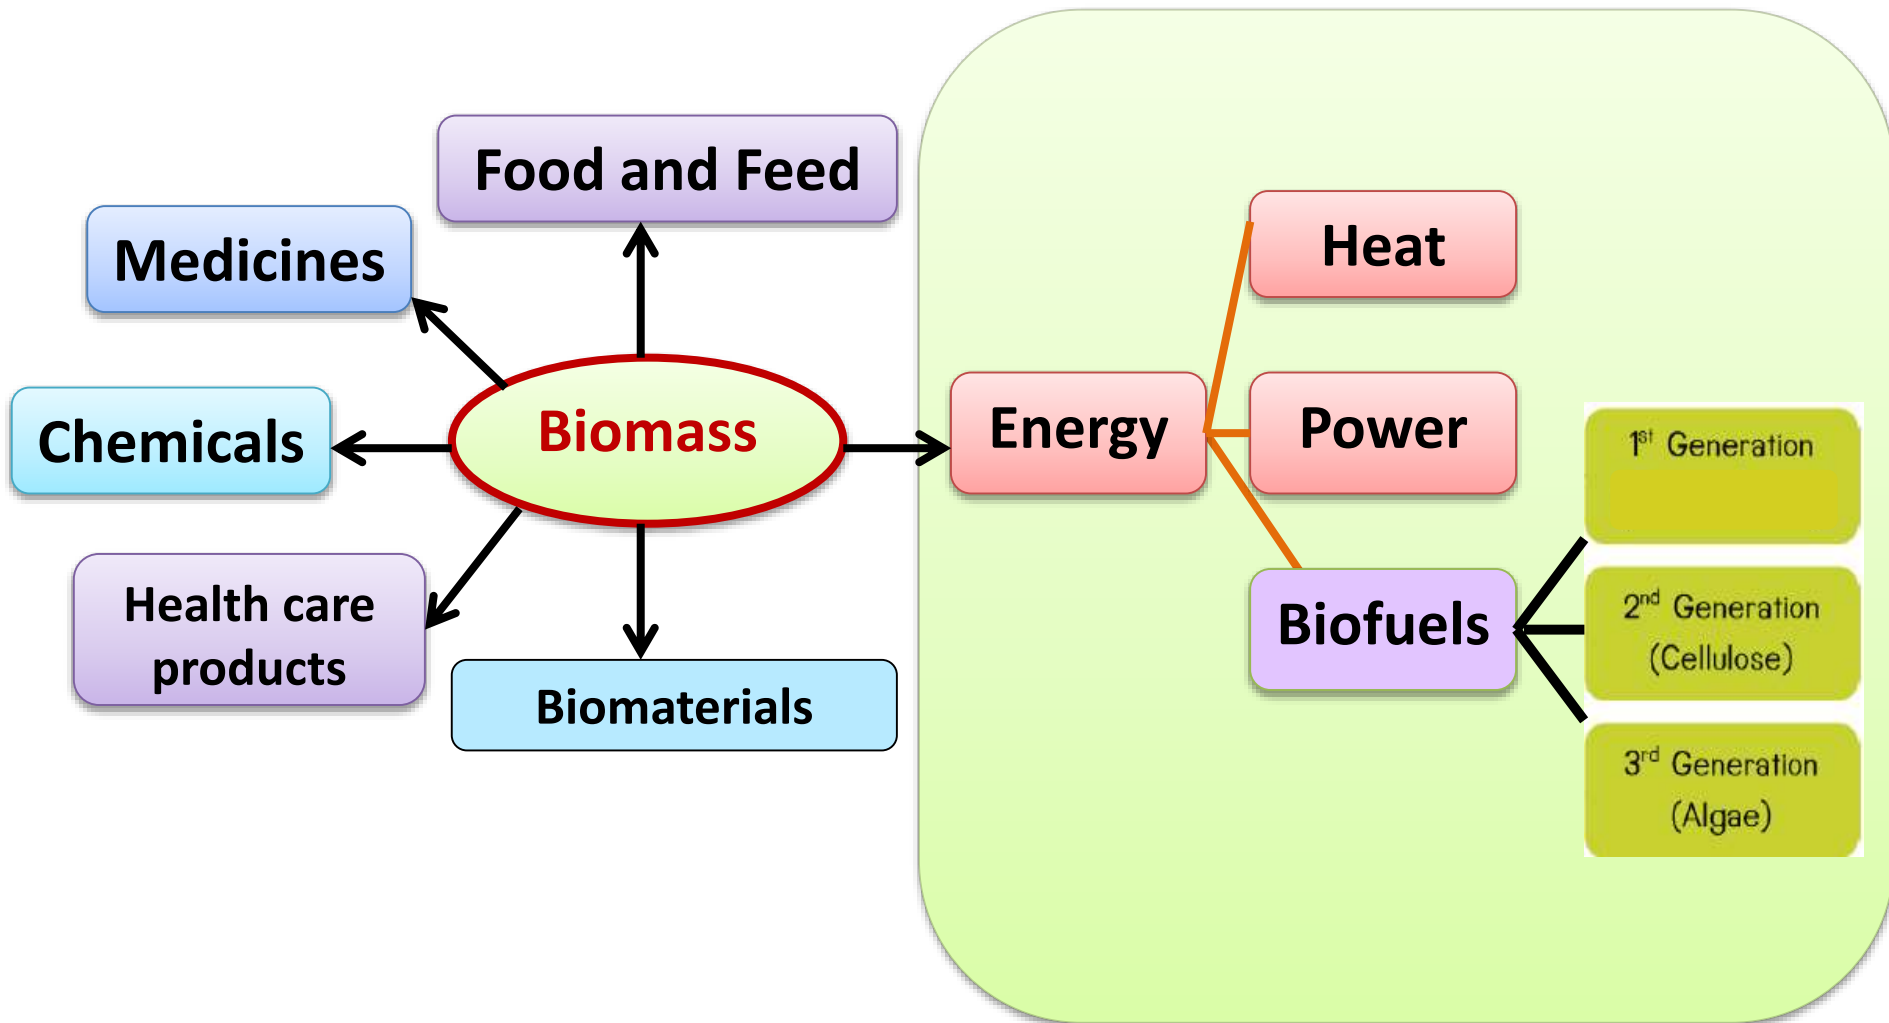 Food and Feed
Medicines
Chemicals
Biomass
Health care
products
Biomaterials
Energy
Heat
Power
Biofuels
1st Generation
2nd Generation
(Cellulose)
3rd Generation
(Algae)